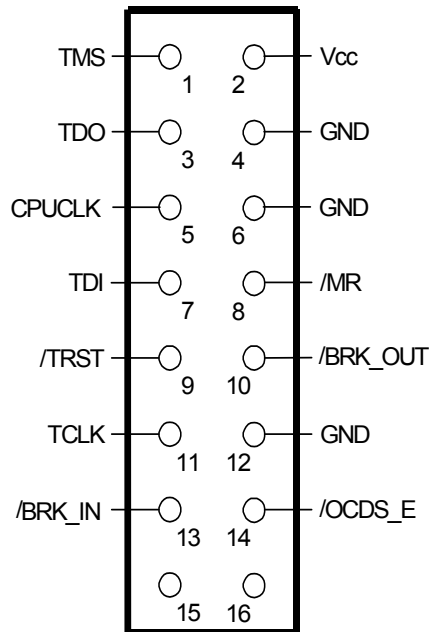 TMS 1 2 Vcc
TDO 3 4 GND
CPUCLK 5 6 GND
TDI 7 8 /MR
/TRST 9 10 /BRK_OUT
TCLK 11 12 GND
/BRK_IN 13 14 /OCDS_E
15 16